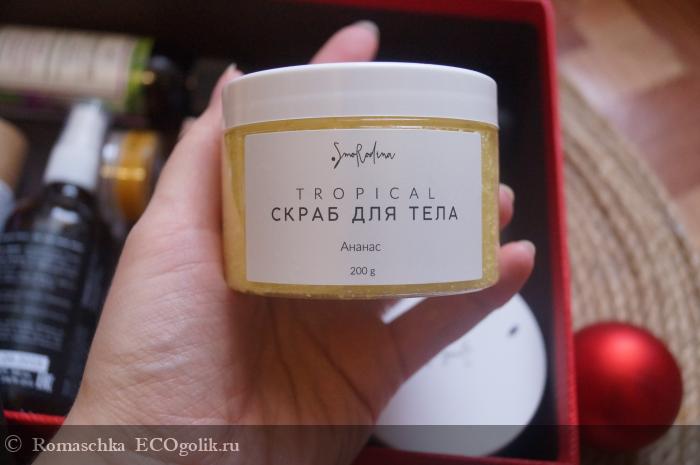 .SmoRodina
TROPICAL
СКРАБ ДЛЯ ТЕЛА
Ананас
200 g
© Romaschka ECOgolik.ru